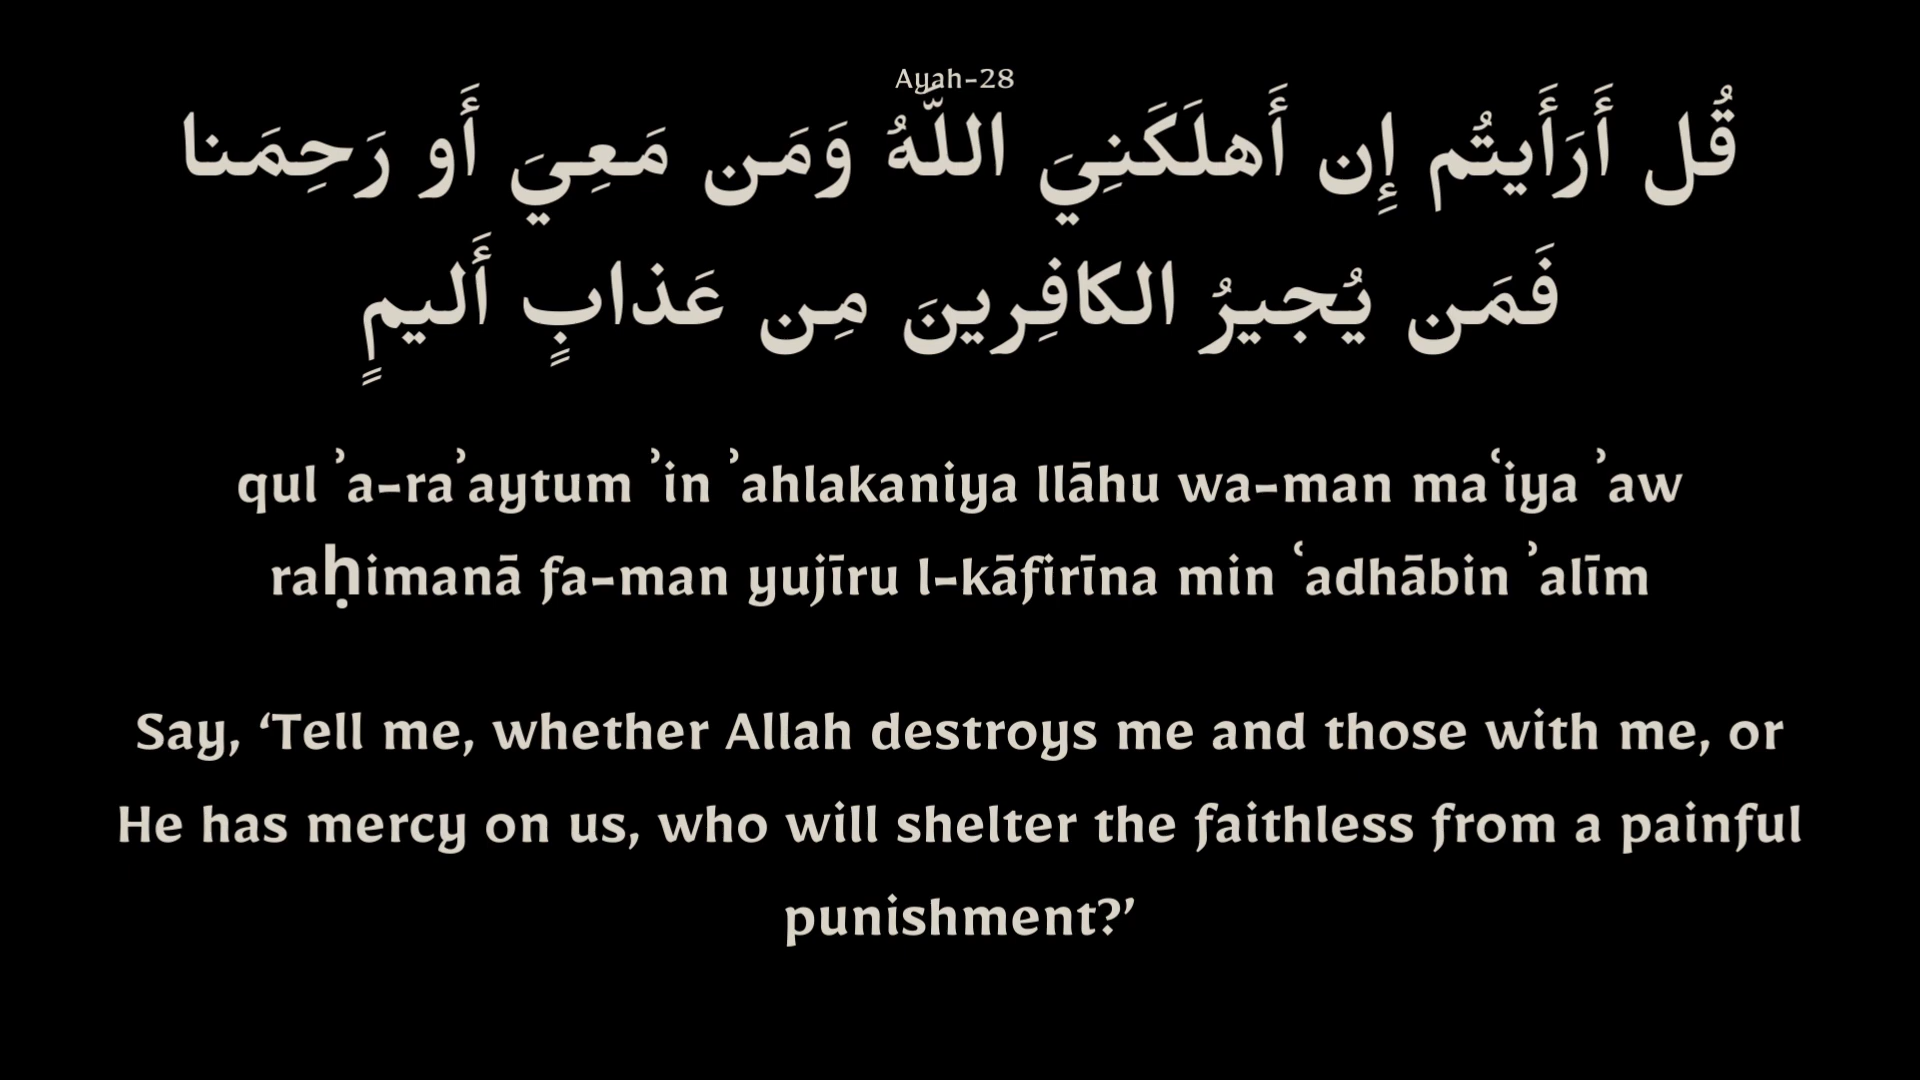 Ayah-28
قُل أَرَأَيتُم إِن أَهلَكَنِيَ اللَّهُ وَمَن مَعِيَ أَو رَحِمَنا
فَمَن يُجيرُ الكافِرينَ مِن عَذابٍ أَليمٍ
qul ʾa-raʾaytum ʾin ʾahlakaniya llāhu wa-man maʿiya ʾaw
raḥimanā fa-man yujīru l-kāfirīna min ʿadhābin ʾalīm
Say, ‘Tell me, whether Allah destroys me and those with me, or
He has mercy on us, who will shelter the faithless from a painful
punishment?’